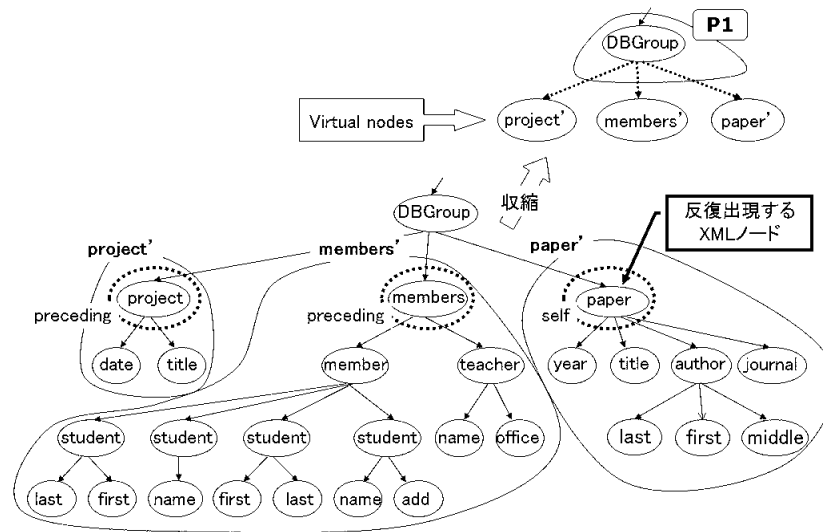 P1
DBGroup
Virtual nodes
project'
members'
paper'
収縮
DBGroup
反復出現する
XMLノード
project'
members'
paper'
project
members
paper
preceding
preceding
self
date
title
member
teacher
year
title
author
journal
student
student
student
student
name
office
last
first
middle
last
first
name
first
last
name
add